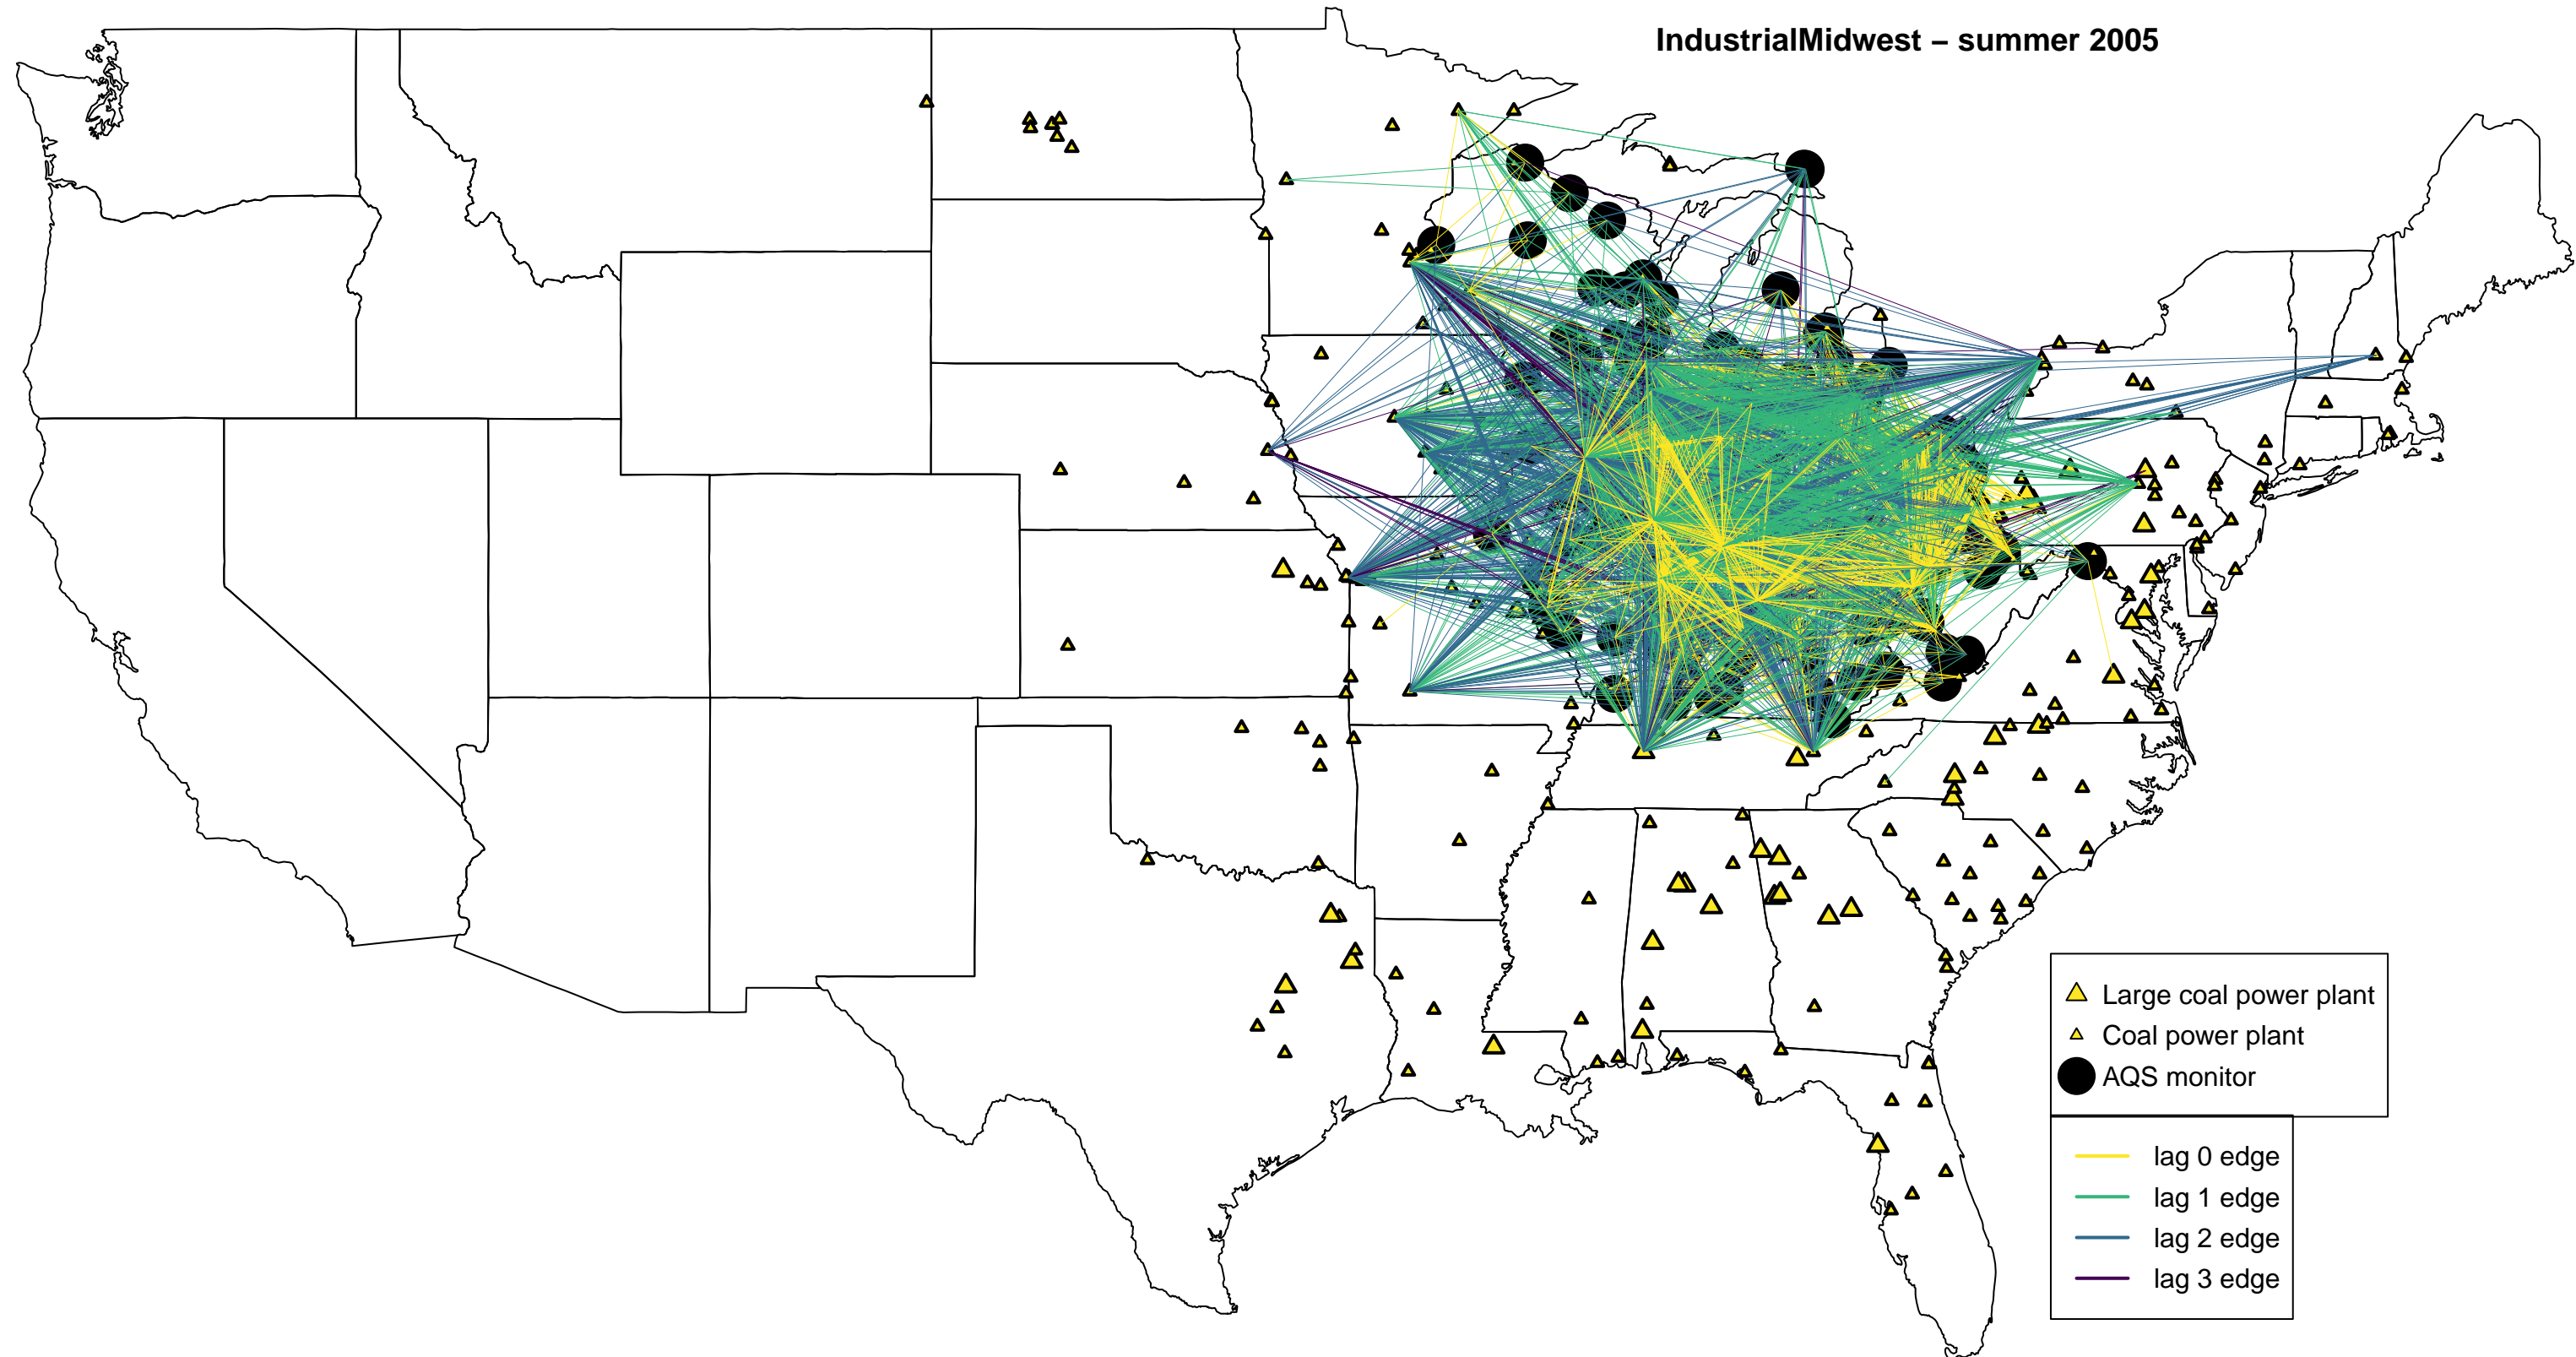 IndustrialMidwest – summer 2005
Large coal power plant
Coal power plant
AQS monitor
lag 0 edge
lag 1 edge
lag 2 edge
lag 3 edge